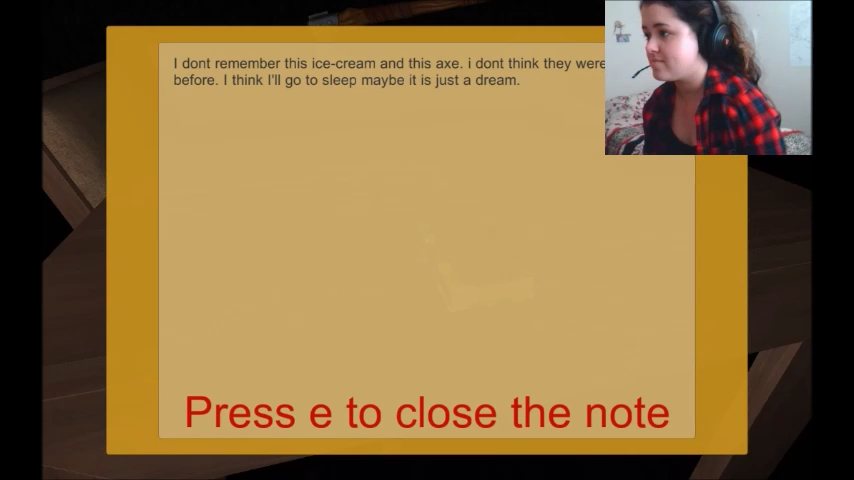 I dont remember this ice-cream and this axe. i dont think they were
before. I think I'll go to sleep maybe it is just a dream.
Press e to close the note